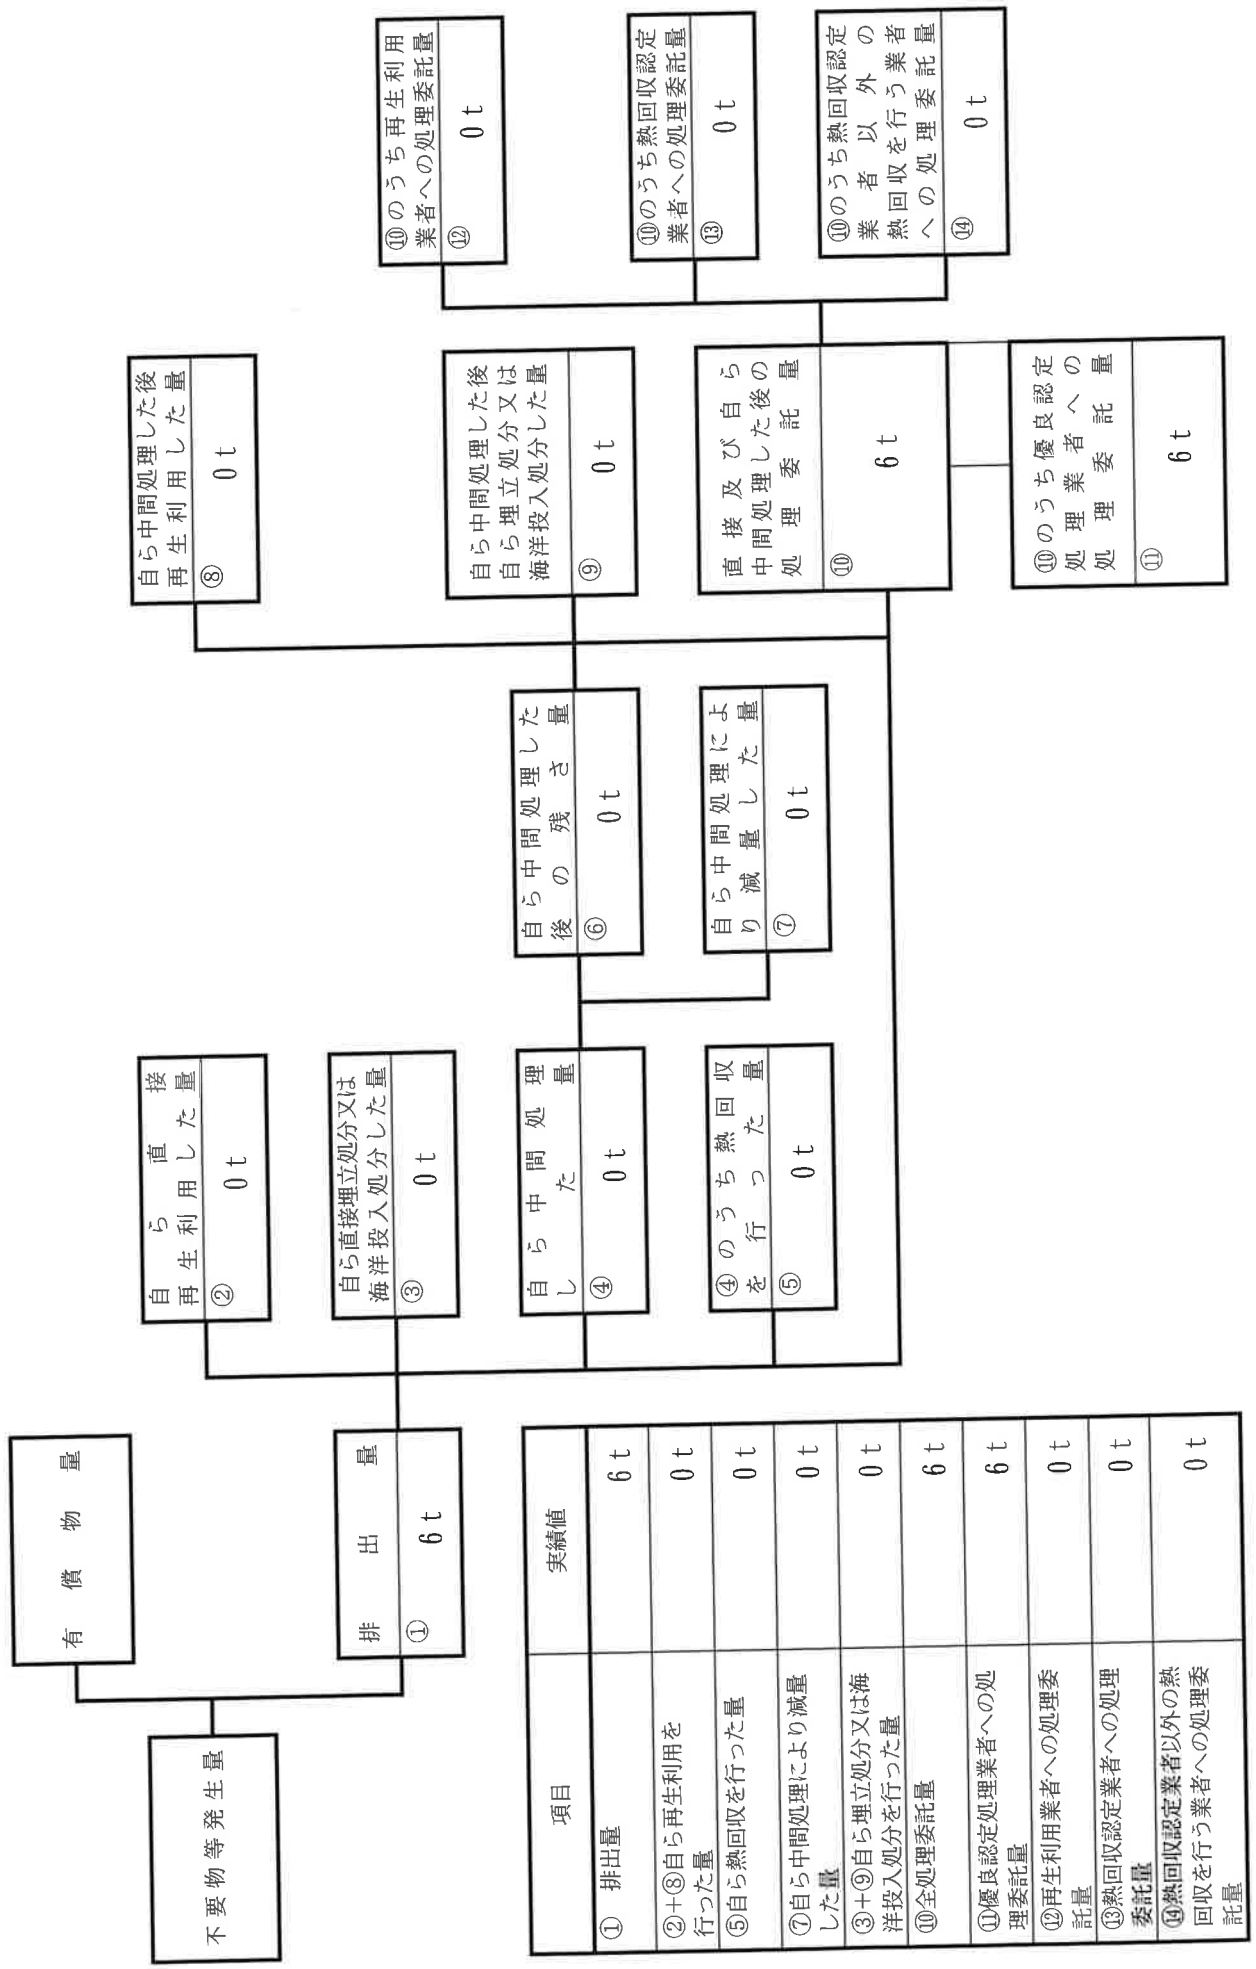 不要物等発生量
有償物量
排出量
① 6t
自ら直接
再生利用した量
② 0t
自ら直接埋立処分又は
海洋投入処分した量
③ 0t
自ら中間処理
した量
④ 0t
④のうち熱回収
を行った量
⑤ 0t
自ら中間処理した
後の残さ量
⑥ 0t
自ら中間処理によ
り減量した量
⑦ 0t
自ら中間処理した後
再生利用した量
⑧ 0t
自ら中間処理した後
自ら埋立処分又は
海洋投入処分した量
⑨ 0t
直接及び自ら
中間処理した後の
処理委託量
⑩ 6t
⑩のうち優良認定
処理業者への
処理委託量
⑪ 6t
⑩のうち再生利用
業者への処理委託量
⑫ 0t
⑩のうち熱回収認定
業者への処理委託量
⑬ 0t
⑩のうち熱回収認定
業者以外の
熱回収を行う業者
への処理委託量
⑭ 0t
項目 実績値
① 排出量 6t
②+⑧自ら再生利用を
行った量 0t
⑤自ら熱回収を行った量 0t
⑦自ら中間処理により減量
した量 0t
③+⑨自ら埋立処分又は海
洋投入処分を行った量 0t
⑩全処理委託量 6t
⑪優良認定処理業者への処
理委託量 6t
⑫再生利用業者への処理委
託量 0t
⑬熱回収認定業者への処理
委託量 0t
⑭熱回収認定業者以外の熱
回収を行う業者への処理委
託量 0t